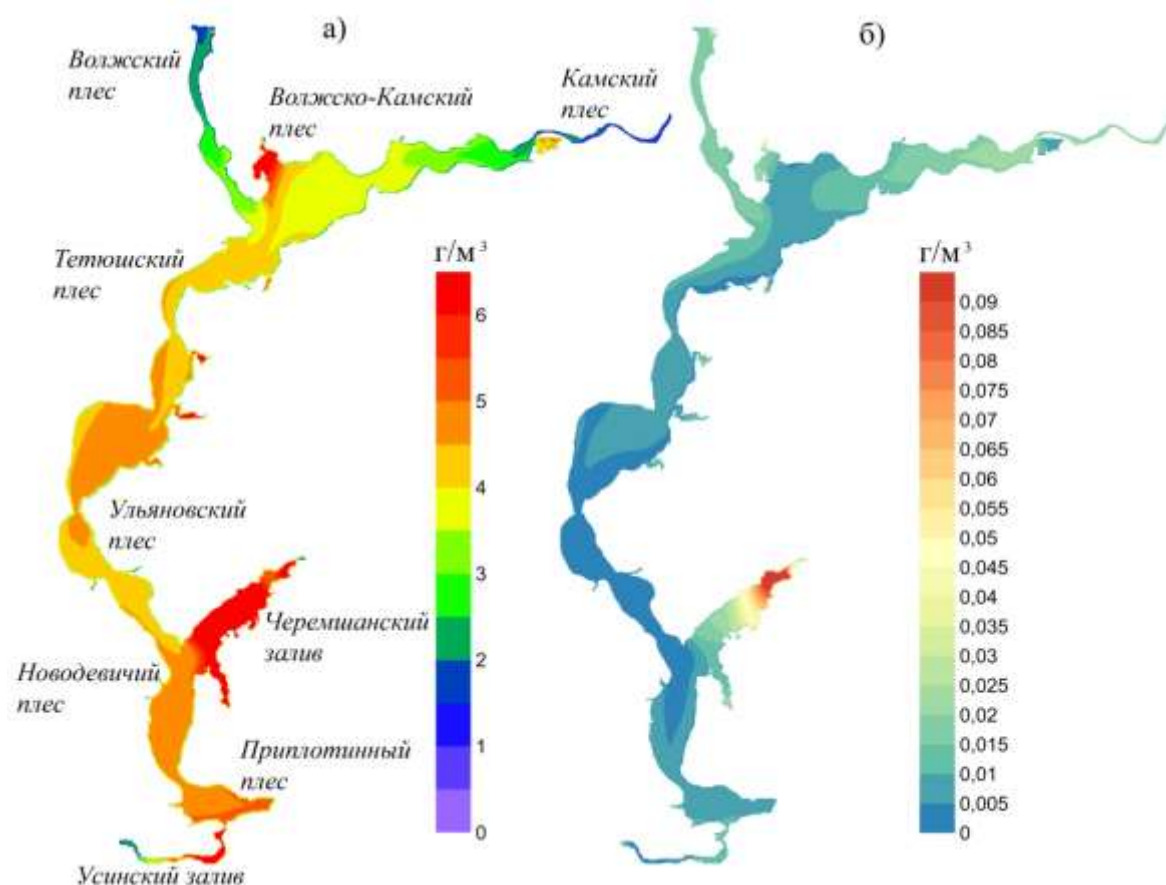 а)
б)
Волжский
плес
Волжско-Камский
плес
Камский
плес
Тетюшский
плес
г/м³
6
5
4
3
2
1
0
г/м³
0,09
0,085
0,08
0,075
0,07
0,065
0,06
0,055
0,05
0,045
0,04
0,035
0,03
0,025
0,02
0,015
0,01
0,005
0
Ульяновский
плес
Черемшанский
залив
Новодевичий
плес
Приплотинный
плес
Усинский залив